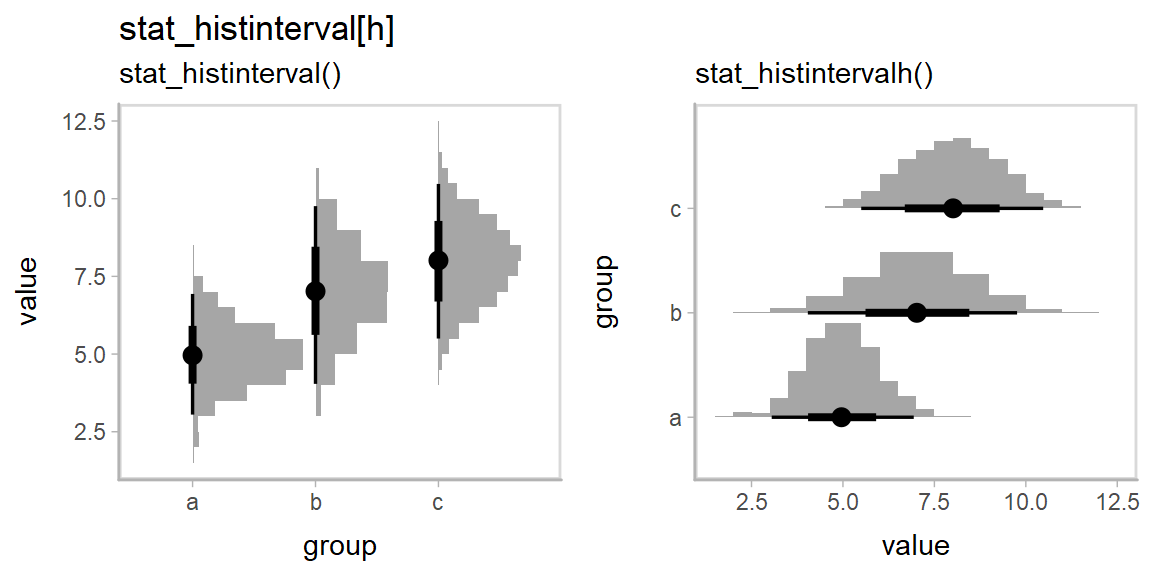 stat_histinterval[h]
stat_histinterval()
value
12.5
10.0
7.5
5.0
2.5
a b c
group
stat_histintervalh()
group
c
b
a
2.5 5.0 7.5 10.0 12.5
value